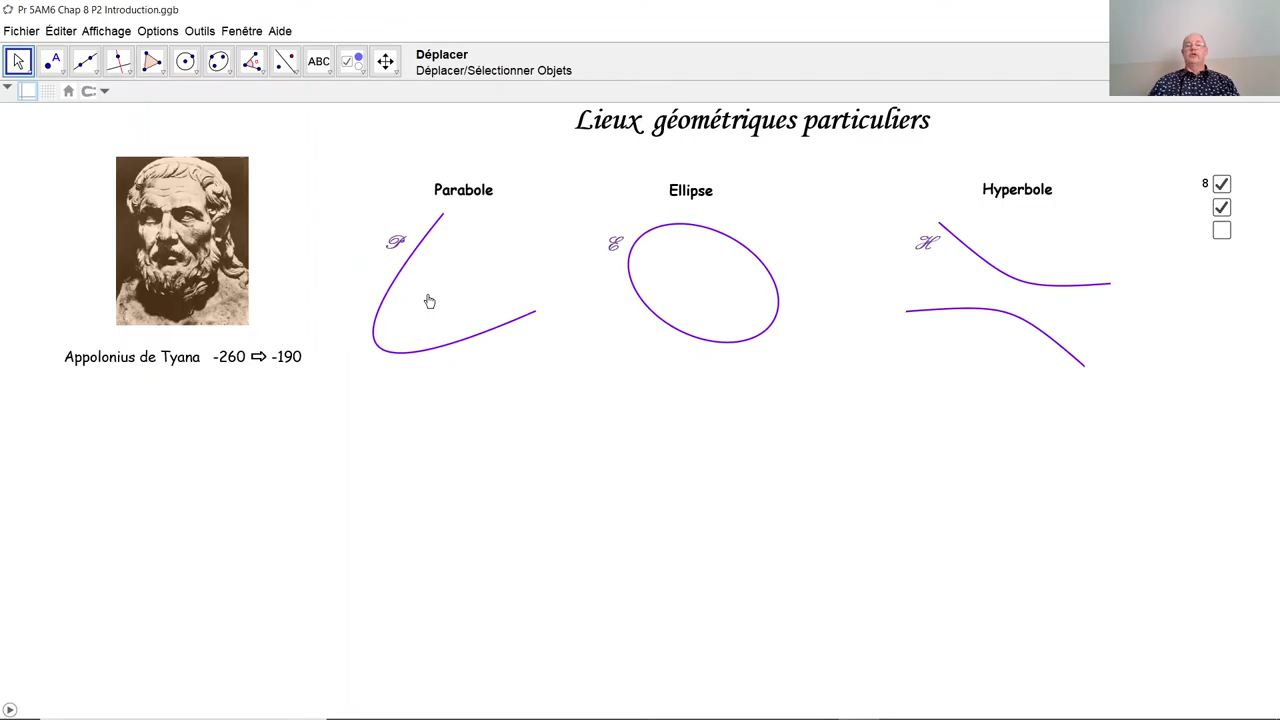 Pr 5AM6 Chap 8 P2 Introduction.ggb
Fichier Éditer Affichage Options Outils Fenêtre Aide
A
ABC
Déplacer
Déplacer/Sélectionner Objets
Lieux géométriques particuliers
Parabole
Ellipse
Hyperbole
8
𝒫
ℰ
ℋ
Appolonius de Tyana -260 ⇨ -190